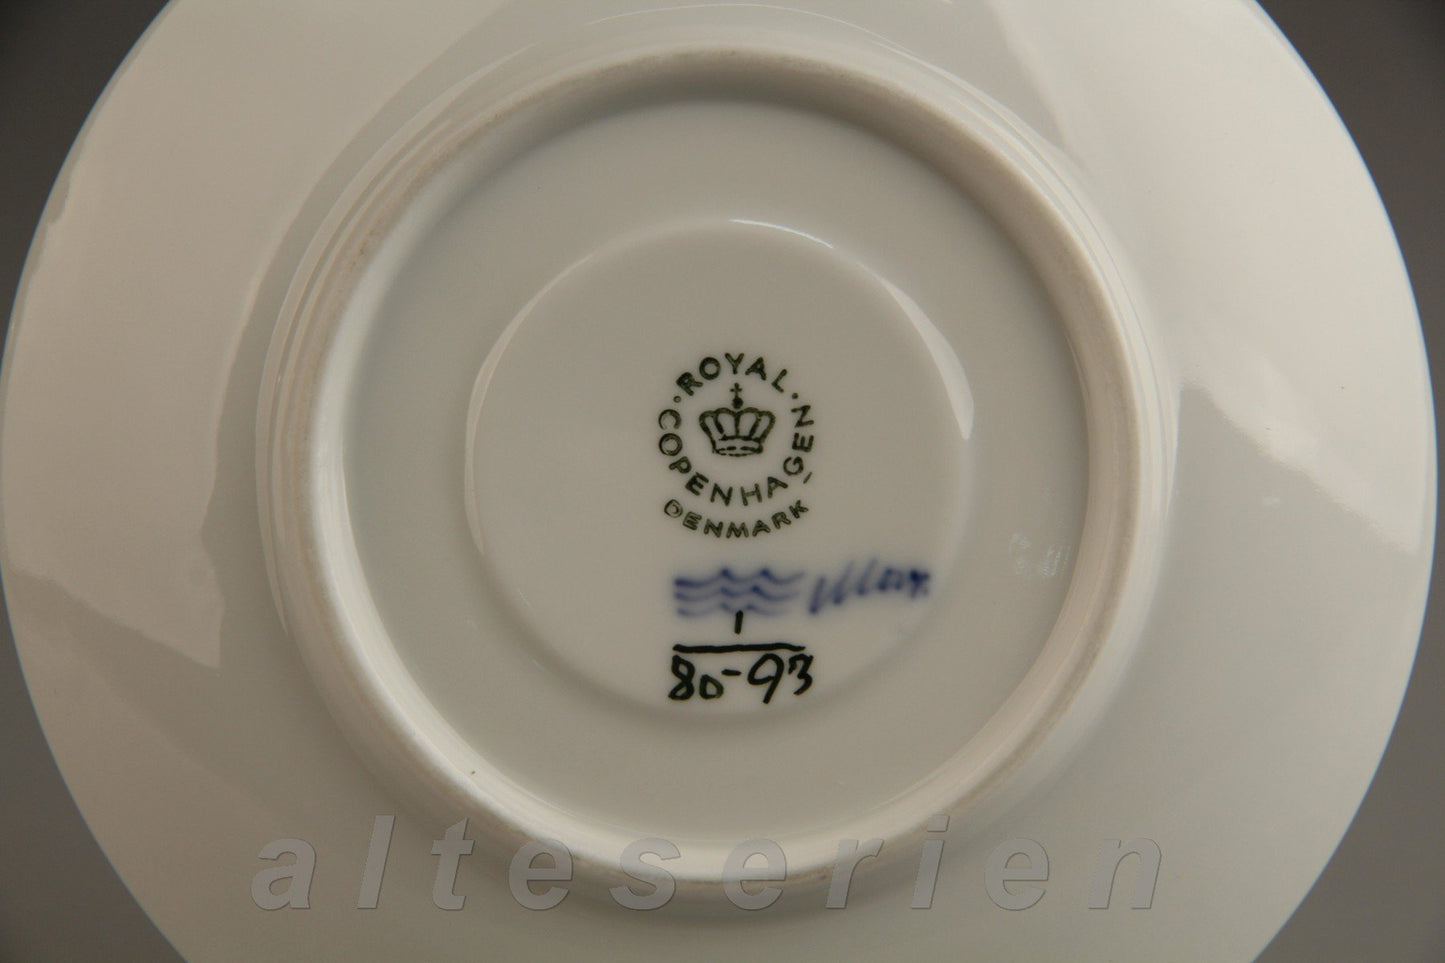 ROYAL
COPENHAGEN
DENMARK
1
80-93
alteserien